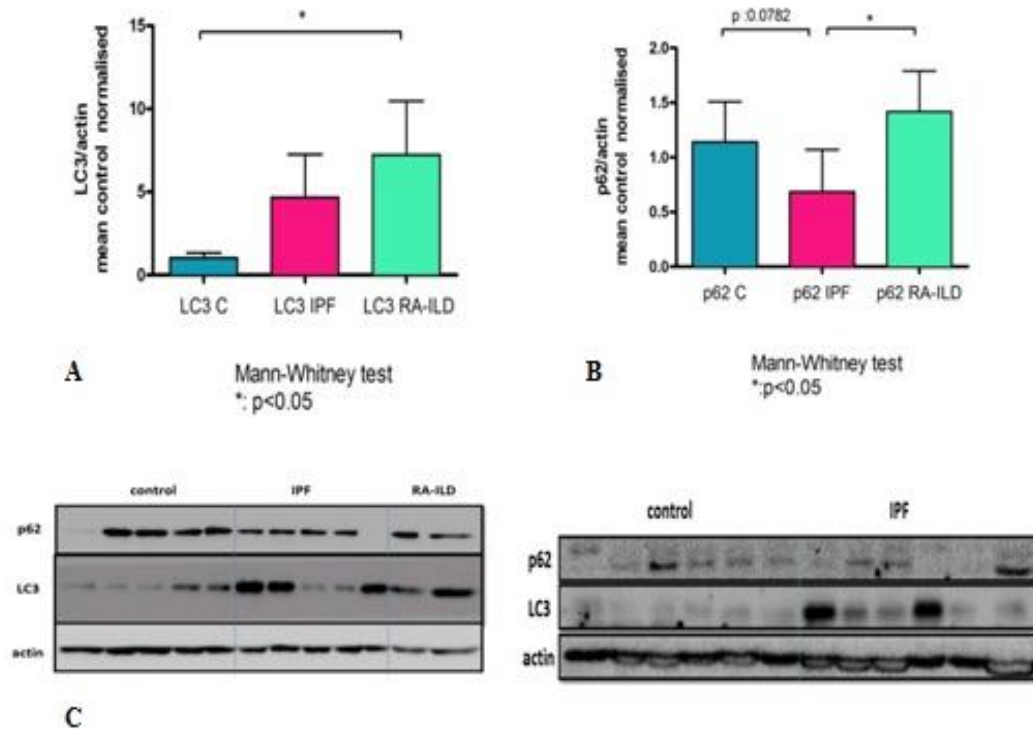 *
15
10
5
0
LC3/actin
mean control normalised
LC3 C
LC3 IPF
LC3 RA-ILD
A
Mann-Whitney test
*: p<0.05
p :0.0782
*
2.0
1.5
1.0
0.5
0.0
p62/actin
mean control normalised
p62 C
p62 IPF
p62 RA-ILD
B
Mann-Whitney test
*:p<0.05
control
IPF
RA-ILD
p62
LC3
actin
control
IPF
p62
LC3
actin
C